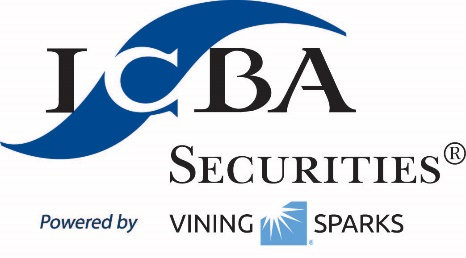 ICBA
SECURITIES®
Powered by VINING SPARKS®